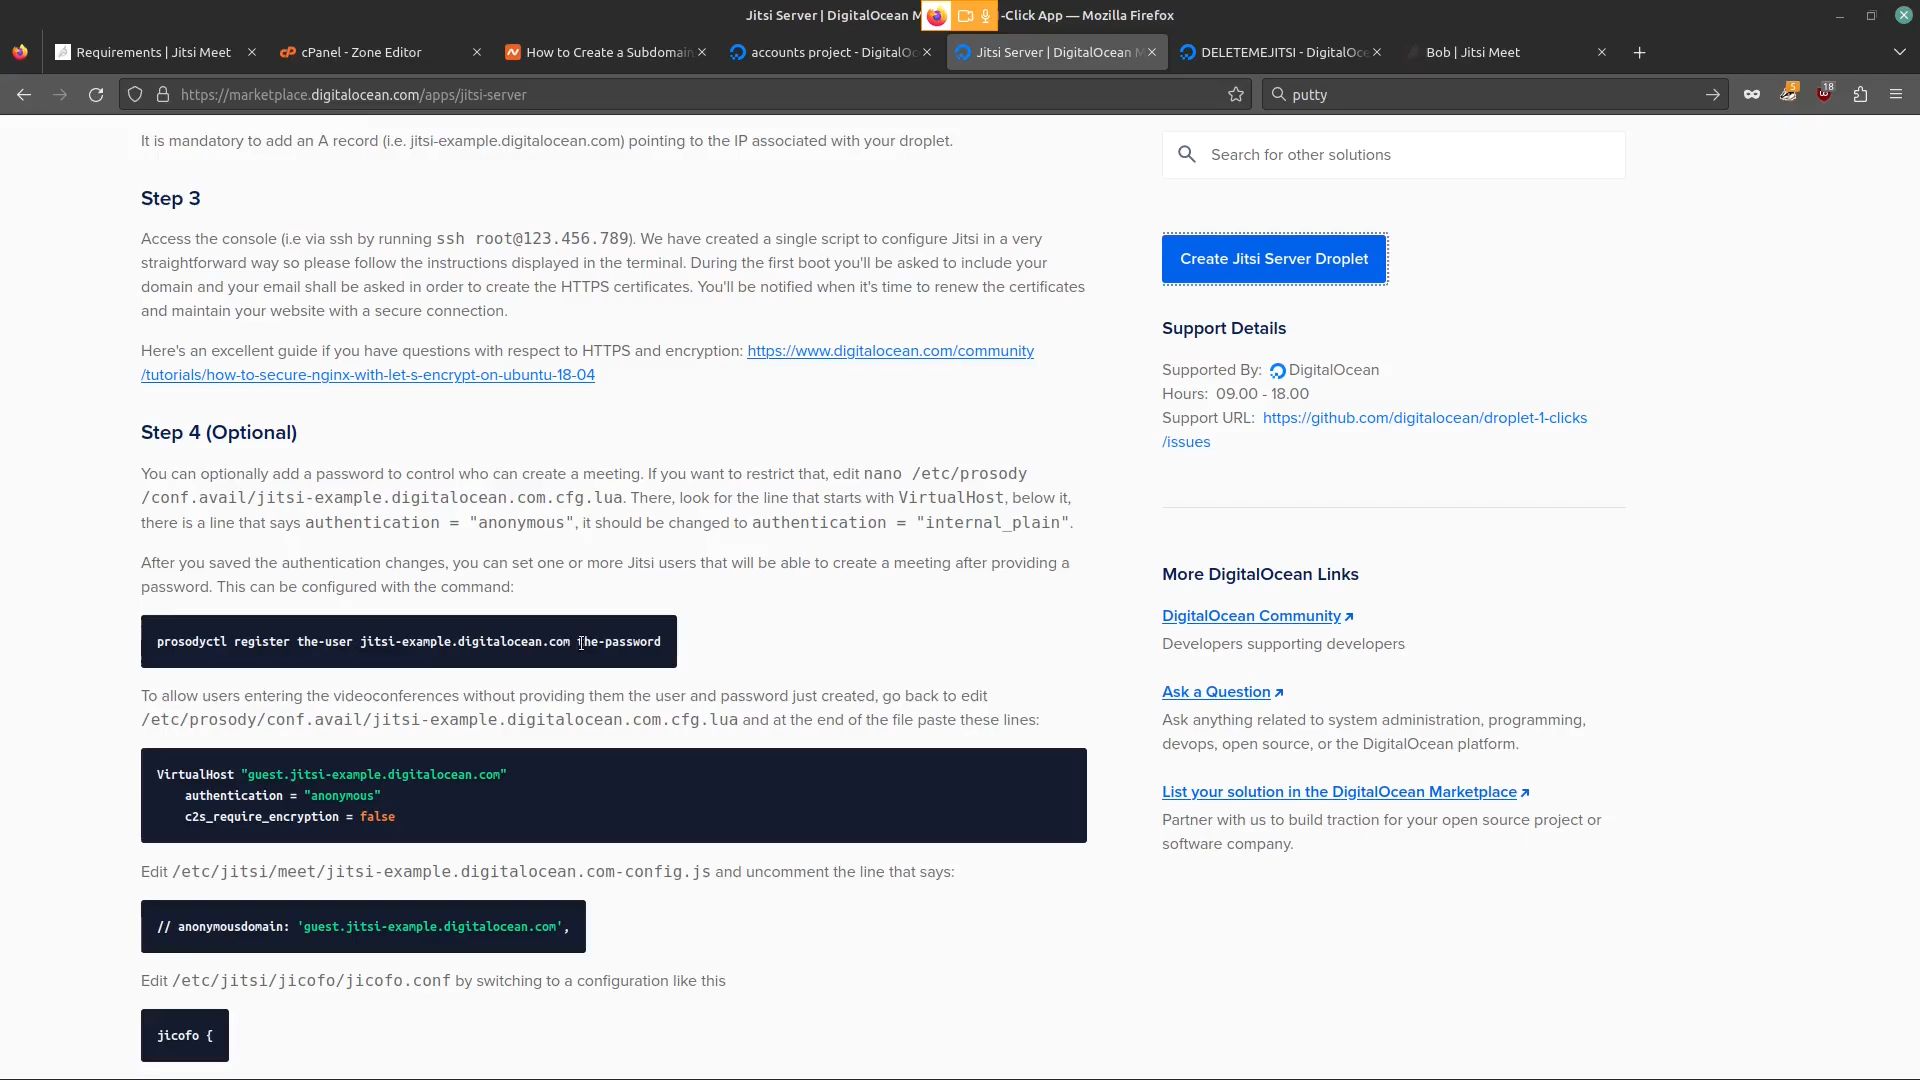 Jitsi Server | DigitalOcean M -Click App — Mozilla Firefox
Requirements | Jitsi Meet
cPanel - Zone Editor
How to Create a Subdomain
accounts project - DigitalOc
Jitsi Server | DigitalOcean M
DELETEMEJITSI - DigitalOce
Bob | Jitsi Meet
https://marketplace.digitalocean.com/apps/jitsi-server
putty
5
18
It is mandatory to add an A record (i.e. jitsi-example.digitalocean.com) pointing to the IP associated with your droplet.
Step 3
Access the console (i.e via ssh by running ssh root@123.456.789). We have created a single script to configure Jitsi in a very
straightforward way so please follow the instructions displayed in the terminal. During the first boot you'll be asked to include your
domain and your email shall be asked in order to create the HTTPS certificates. You'll be notified when it's time to renew the certificates
and maintain your website with a secure connection.
Here's an excellent guide if you have questions with respect to HTTPS and encryption: https://www.digitalocean.com/community
/tutorials/how-to-secure-nginx-with-let-s-encrypt-on-ubuntu-18-04
Step 4 (Optional)
You can optionally add a password to control who can create a meeting. If you want to restrict that, edit nano /etc/prosody
/conf.avail/jitsi-example.digitalocean.com.cfg.lua. There, look for the line that starts with VirtualHost, below it,
there is a line that says authentication = "anonymous", it should be changed to authentication = "internal_plain".
After you saved the authentication changes, you can set one or more Jitsi users that will be able to create a meeting after providing a
password. This can be configured with the command:
prosodyctl register the-user jitsi-example.digitalocean.com the-password
To allow users entering the videoconferences without providing them the user and password just created, go back to edit
/etc/prosody/conf.avail/jitsi-example.digitalocean.com.cfg.lua and at the end of the file paste these lines:
VirtualHost "guest.jitsi-example.digitalocean.com"
authentication = "anonymous"
c2s_require_encryption = false
Edit /etc/jitsi/meet/jitsi-example.digitalocean.com-config.js and uncomment the line that says:
// anonymousdomain: 'guest.jitsi-example.digitalocean.com',
Edit /etc/jitsi/jicofo/jicofo.conf by switching to a configuration like this
jicofo {
Search for other solutions
Create Jitsi Server Droplet
Support Details
Supported By: DigitalOcean
Hours: 09.00 - 18.00
Support URL: https://github.com/digitalocean/droplet-1-clicks
/issues
More DigitalOcean Links
DigitalOcean Community
Developers supporting developers
Ask a Question
Ask anything related to system administration, programming,
devops, open source, or the DigitalOcean platform.
List your solution in the DigitalOcean Marketplace
Partner with us to build traction for your open source project or
software company.